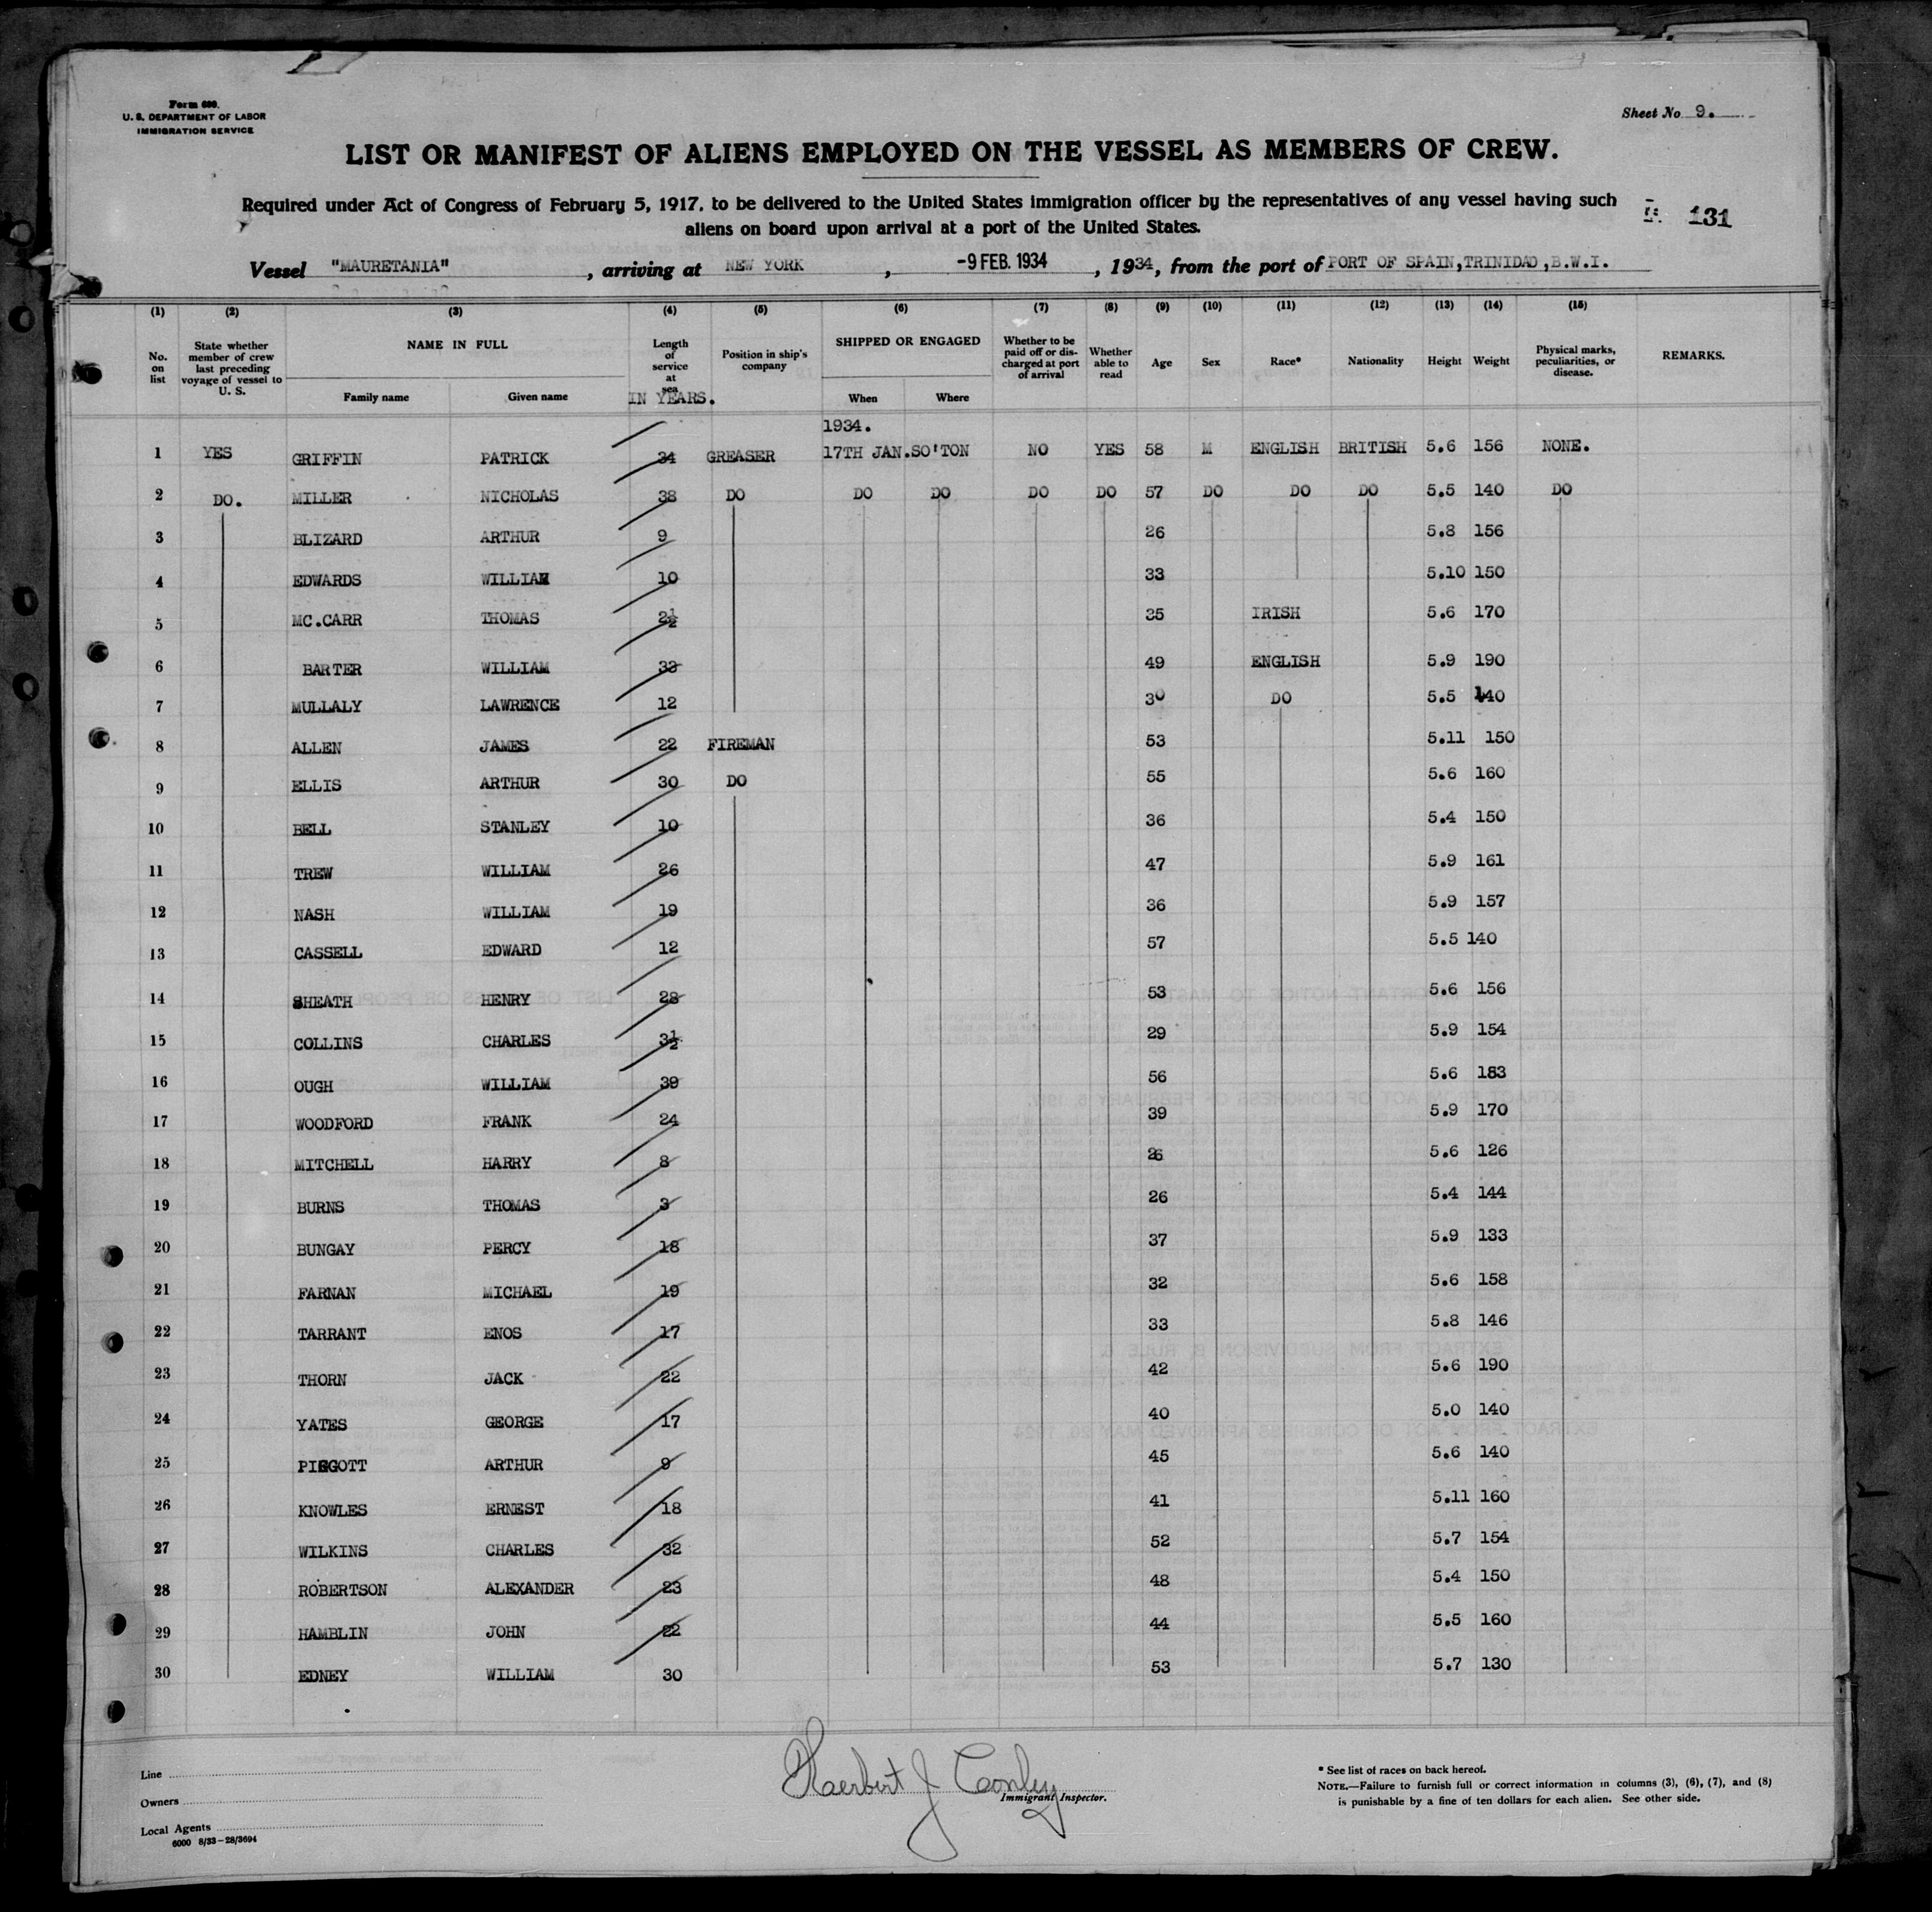 Form 689.
U. S. DEPARTMENT OF LABOR
IMMIGRATION SERVICE
Sheet No 9.
LIST OR MANIFEST OF ALIENS EMPLOYED ON THE VESSEL AS MEMBERS OF CREW.
Required under Act of Congress of February 5, 1917, to be delivered to the United States immigration officer by the representatives of any vessel having such
aliens on board upon arrival at a port of the United States.
131
Vessel "MAURETANIA", arriving at NEW YORK, -9 FEB. 1934, 1934, from the port of PORT OF SPAIN, TRINIDAD, B.W.I.
(1) (2) (3) (4) (5) (6) (7) (8) (9) (10) (11) (12) (13) (14) (15)
No. on list State whether member of crew last preceding voyage of vessel to U. S. NAME IN FULL Length of service at sea Position in ship's company SHIPPED OR ENGAGED Whether to be paid off or discharged at port of arrival Whether able to read Age Sex Race* Nationality Height Weight Physical marks, peculiarities, or disease. REMARKS.
Family name Given name IN YEARS. When Where
1934.
1 YES GRIFFIN PATRICK 34 GREASER 17TH JAN. SO'TON NO YES 58 M ENGLISH BRITISH 5.6 156 NONE.
2 DO. MILLER NICHOLAS 38 DO DO DO DO DO 57 DO DO DO 5.5 140 DO
3 BLIZARD ARTHUR 9 26 5.8 156
4 EDWARDS WILLIAM 10 33 5.10 150
5 MC.CARR THOMAS 2½ 35 IRISH 5.6 170
6 BARTER WILLIAM 33 49 ENGLISH 5.9 190
7 MULLALY LAWRENCE 12 30 DO 5.5 140
8 ALLEN JAMES 22 FIREMAN 53 5.11 150
9 ELLIS ARTHUR 30 DO 55 5.6 160
10 BELL STANLEY 10 36 5.4 150
11 TREW WILLIAM 26 47 5.9 161
12 NASH WILLIAM 19 36 5.9 157
13 CASSELL EDWARD 12 57 5.5 140
14 SHEATH HENRY 28 53 5.6 156
15 COLLINS CHARLES 3½ 29 5.9 154
16 OUGH WILLIAM 39 56 5.6 183
17 WOODFORD FRANK 24 39 5.9 170
18 MITCHELL HARRY 8 26 5.6 126
19 BURNS THOMAS 3 26 5.4 144
20 BUNGAY PERCY 18 37 5.9 133
21 FARNAN MICHAEL 19 32 5.6 158
22 TARRANT ENOS 17 33 5.8 146
23 THORN JACK 22 42 5.6 190
24 YATES GEORGE 17 40 5.0 140
25 PIGGOTT ARTHUR 9 45 5.6 140
26 KNOWLES ERNEST 18 41 5.11 160
27 WILKINS CHARLES 32 52 5.7 154
28 ROBERTSON ALEXANDER 23 48 5.4 150
29 HAMBLIN JOHN 22 44 5.5 160
30 EDNEY WILLIAM 30 53 5.7 130
Line
Owners
Local Agents
6000 8/33-28/3694
Herbert J Conley
Immigrant Inspector.
* See list of races on back hereof.
NOTE.—Failure to furnish full or correct information in columns (3), (6), (7), and (8)
is punishable by a fine of ten dollars for each alien. See other side.